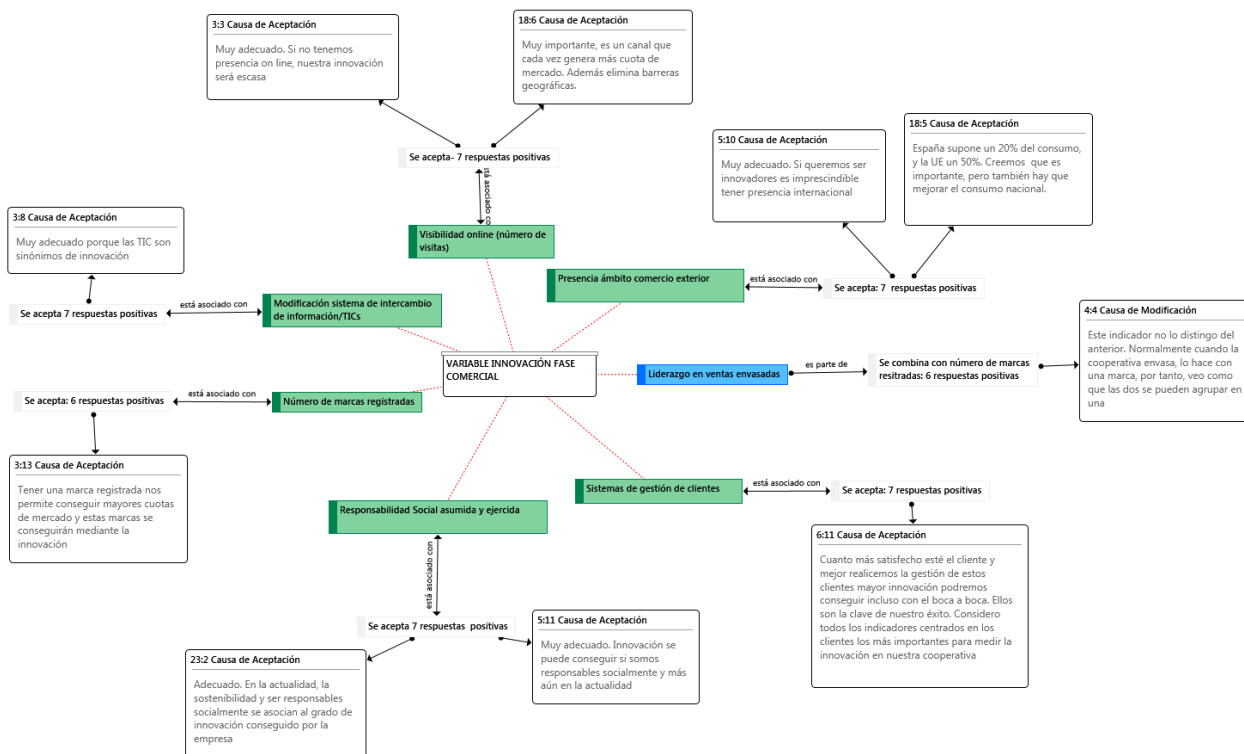 3:3 Causa de Aceptación
Muy adecuado. Si no tenemos
presencia on line, nuestra innovación
será escasa
18:6 Causa de Aceptación
Muy importante, es un canal que
cada vez genera más cuota de
mercado. Además elimina barreras
geográficas.
Se acepta- 7 respuestas positivas
está asociado co
Visibilidad online (número de
visitas)
5:10 Causa de Aceptación
Muy adecuado. Si queremos ser
innovadores es imprescindible
tener presencia internacional
18:5 Causa de Aceptación
España supone un 20% del consumo,
y la UE un 50%. Creemos que es
importante, pero también hay que
mejorar el consumo nacional.
Presencia ámbito comercio exterior
está asociado con
Se acepta: 7 respuestas positivas
3:8 Causa de Aceptación
Muy adecuado porque las TIC son
sinónimos de innovación
Se acepta 7 respuestas positivas
está asociado con
Modificación sistema de intercambio
de información/TICs
VARIABLE INNOVACIÓN FASE
COMERCIAL
Liderazgo en ventas envasadas
es parte de
Se combina con número de marcas
resitradas: 6 respuestas positivas
4:4 Causa de Modificación
Este indicador no lo distingo del
anterior. Normalmente cuando la
cooperativa envasa, lo hace con
una marca, por tanto, veo como
que las dos se pueden agrupar en
una
Se acepta: 6 respuestas positivas
está asociado con
Número de marcas registradas
3:13 Causa de Aceptación
Tener una marca registrada nos
permite conseguir mayores cuotas
de mercado y estas marcas se
conseguirán mediante la
innovación
Sistemas de gestión de clientes
está asociado con
Se acepta: 7 respuestas positivas
6:11 Causa de Aceptación
Cuanto más satisfecho esté el cliente y
mejor realicemos la gestión de estos
clientes mayor innovación podremos
conseguir incluso con el boca a boca. Ellos
son la clave de nuestro éxito. Considero
todos los indicadores centrados en los
clientes los más importantes para medir la
innovación en nuestra cooperativa
Responsabilidad Social asumida y ejercida
está asociado con
Se acepta 7 respuestas positivas
23:2 Causa de Aceptación
Adecuado. En la actualidad, la
sostenibilidad y ser responsables
socialmente se asocian al grado de
innovación conseguido por la
empresa
5:11 Causa de Aceptación
Muy adecuado. Innovación se
puede conseguir si somos
responsables socialmente y más
aún en la actualidad